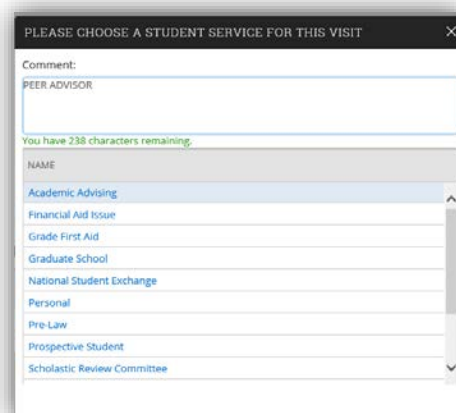 PLEASE CHOOSE A STUDENT SERVICE FOR THIS VISIT
Comment:
PEER ADVISOR
You have 238 characters remaining.
NAME
Academic Advising
Financial Aid Issue
Grade First Aid
Graduate School
National Student Exchange
Personal
Pre-Law
Prospective Student
Scholastic Review Committee